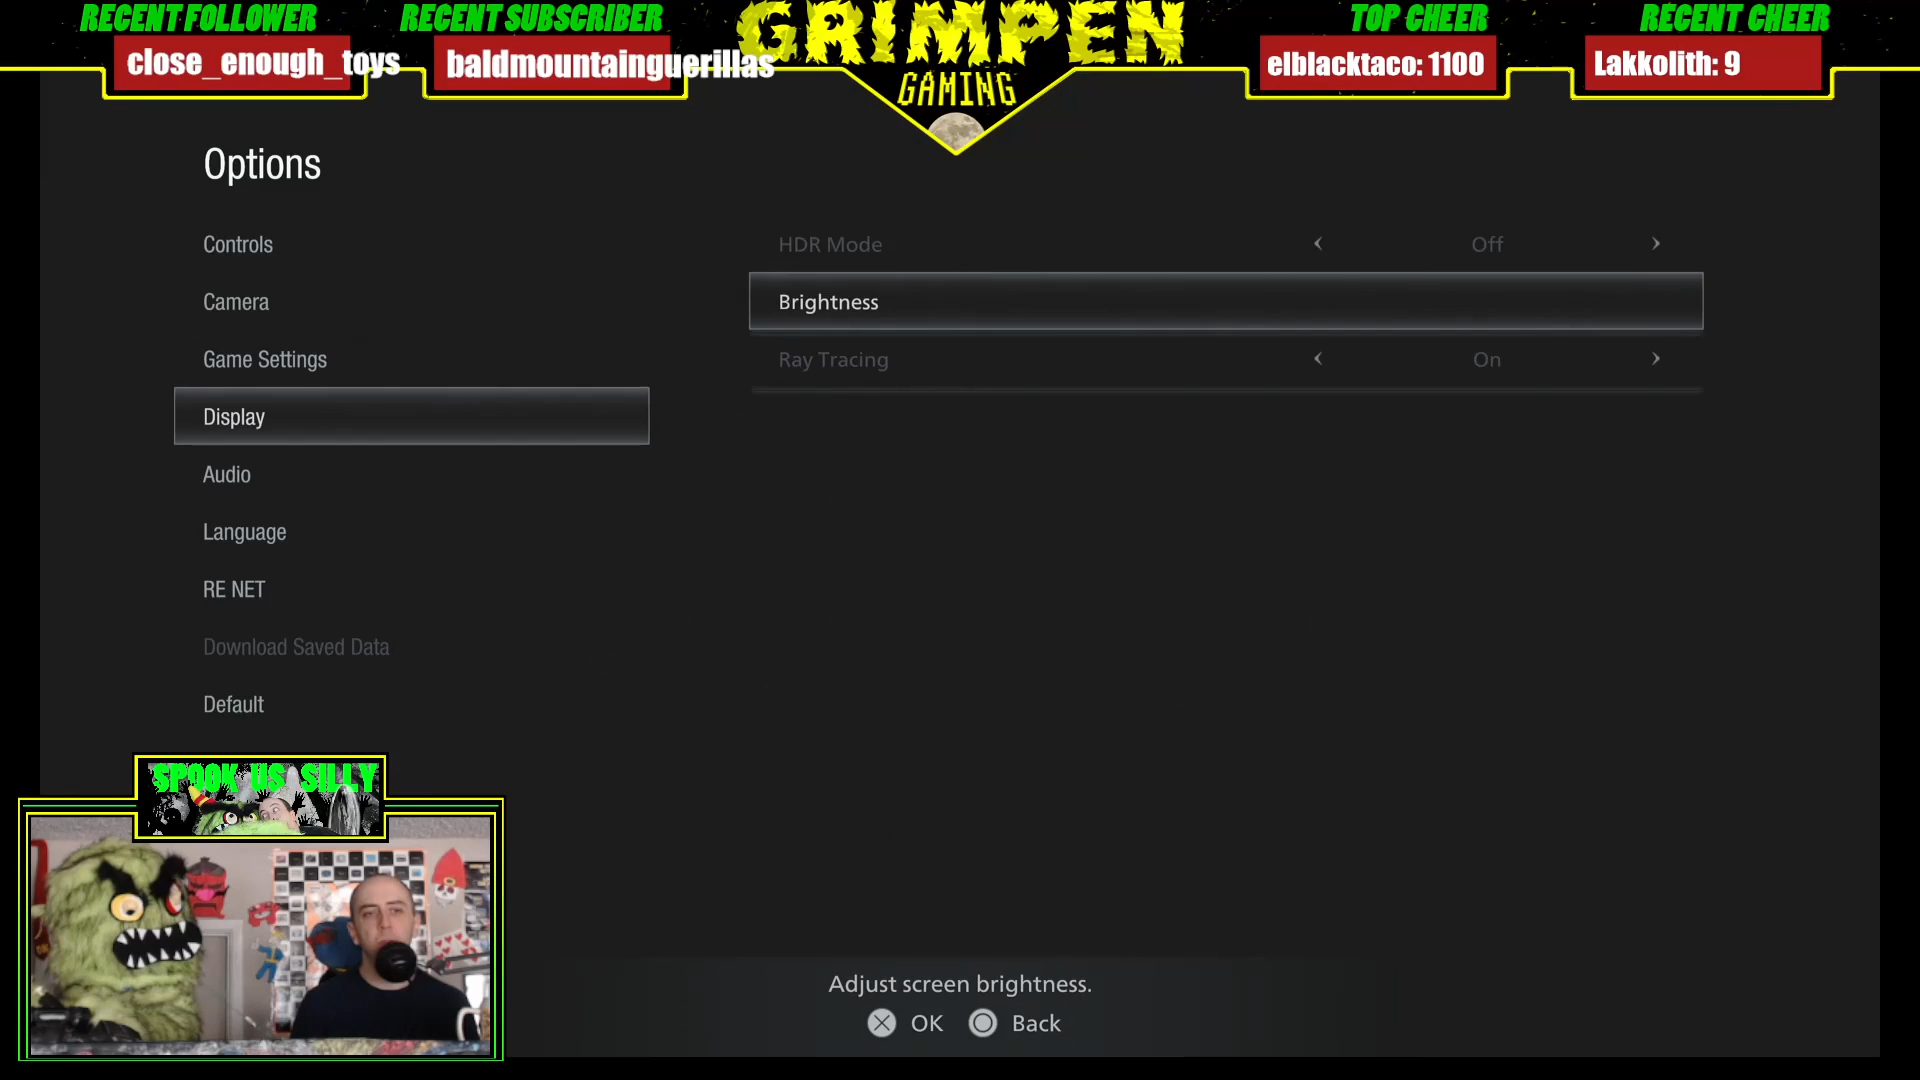 RECENT FOLLOWER
close_enough_toys
RECENT SUBSCRIBER
baldmountainguerillas
GRIMPEN
GAMING
TOP CHEER
elblacktaco: 1100
RECENT CHEER
Lakkolith: 9
Options
Controls
Camera
Game Settings
Display
Audio
Language
RE NET
Download Saved Data
Default
HDR Mode
Off
Brightness
Ray Tracing
On
SPOOK US SILLY
Adjust screen brightness.
OK
Back